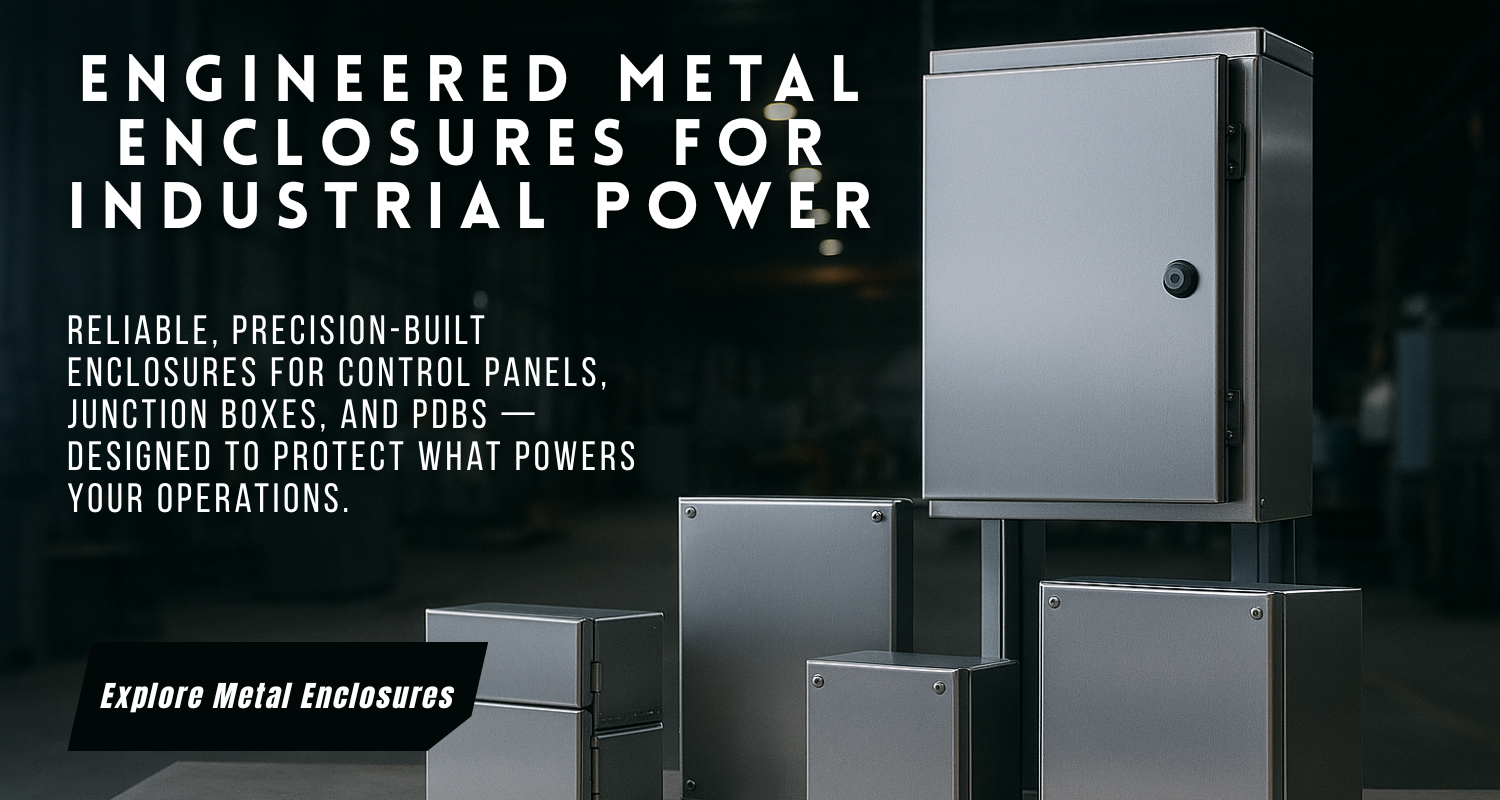 ENGINEERED METAL
ENCLOSURES FOR
INDUSTRIAL POWER
RELIABLE, PRECISION-BUILT
ENCLOSURES FOR CONTROL PANELS,
JUNCTION BOXES, AND PDBS —
DESIGNED TO PROTECT WHAT POWERS
YOUR OPERATIONS.
Explore Metal Enclosures